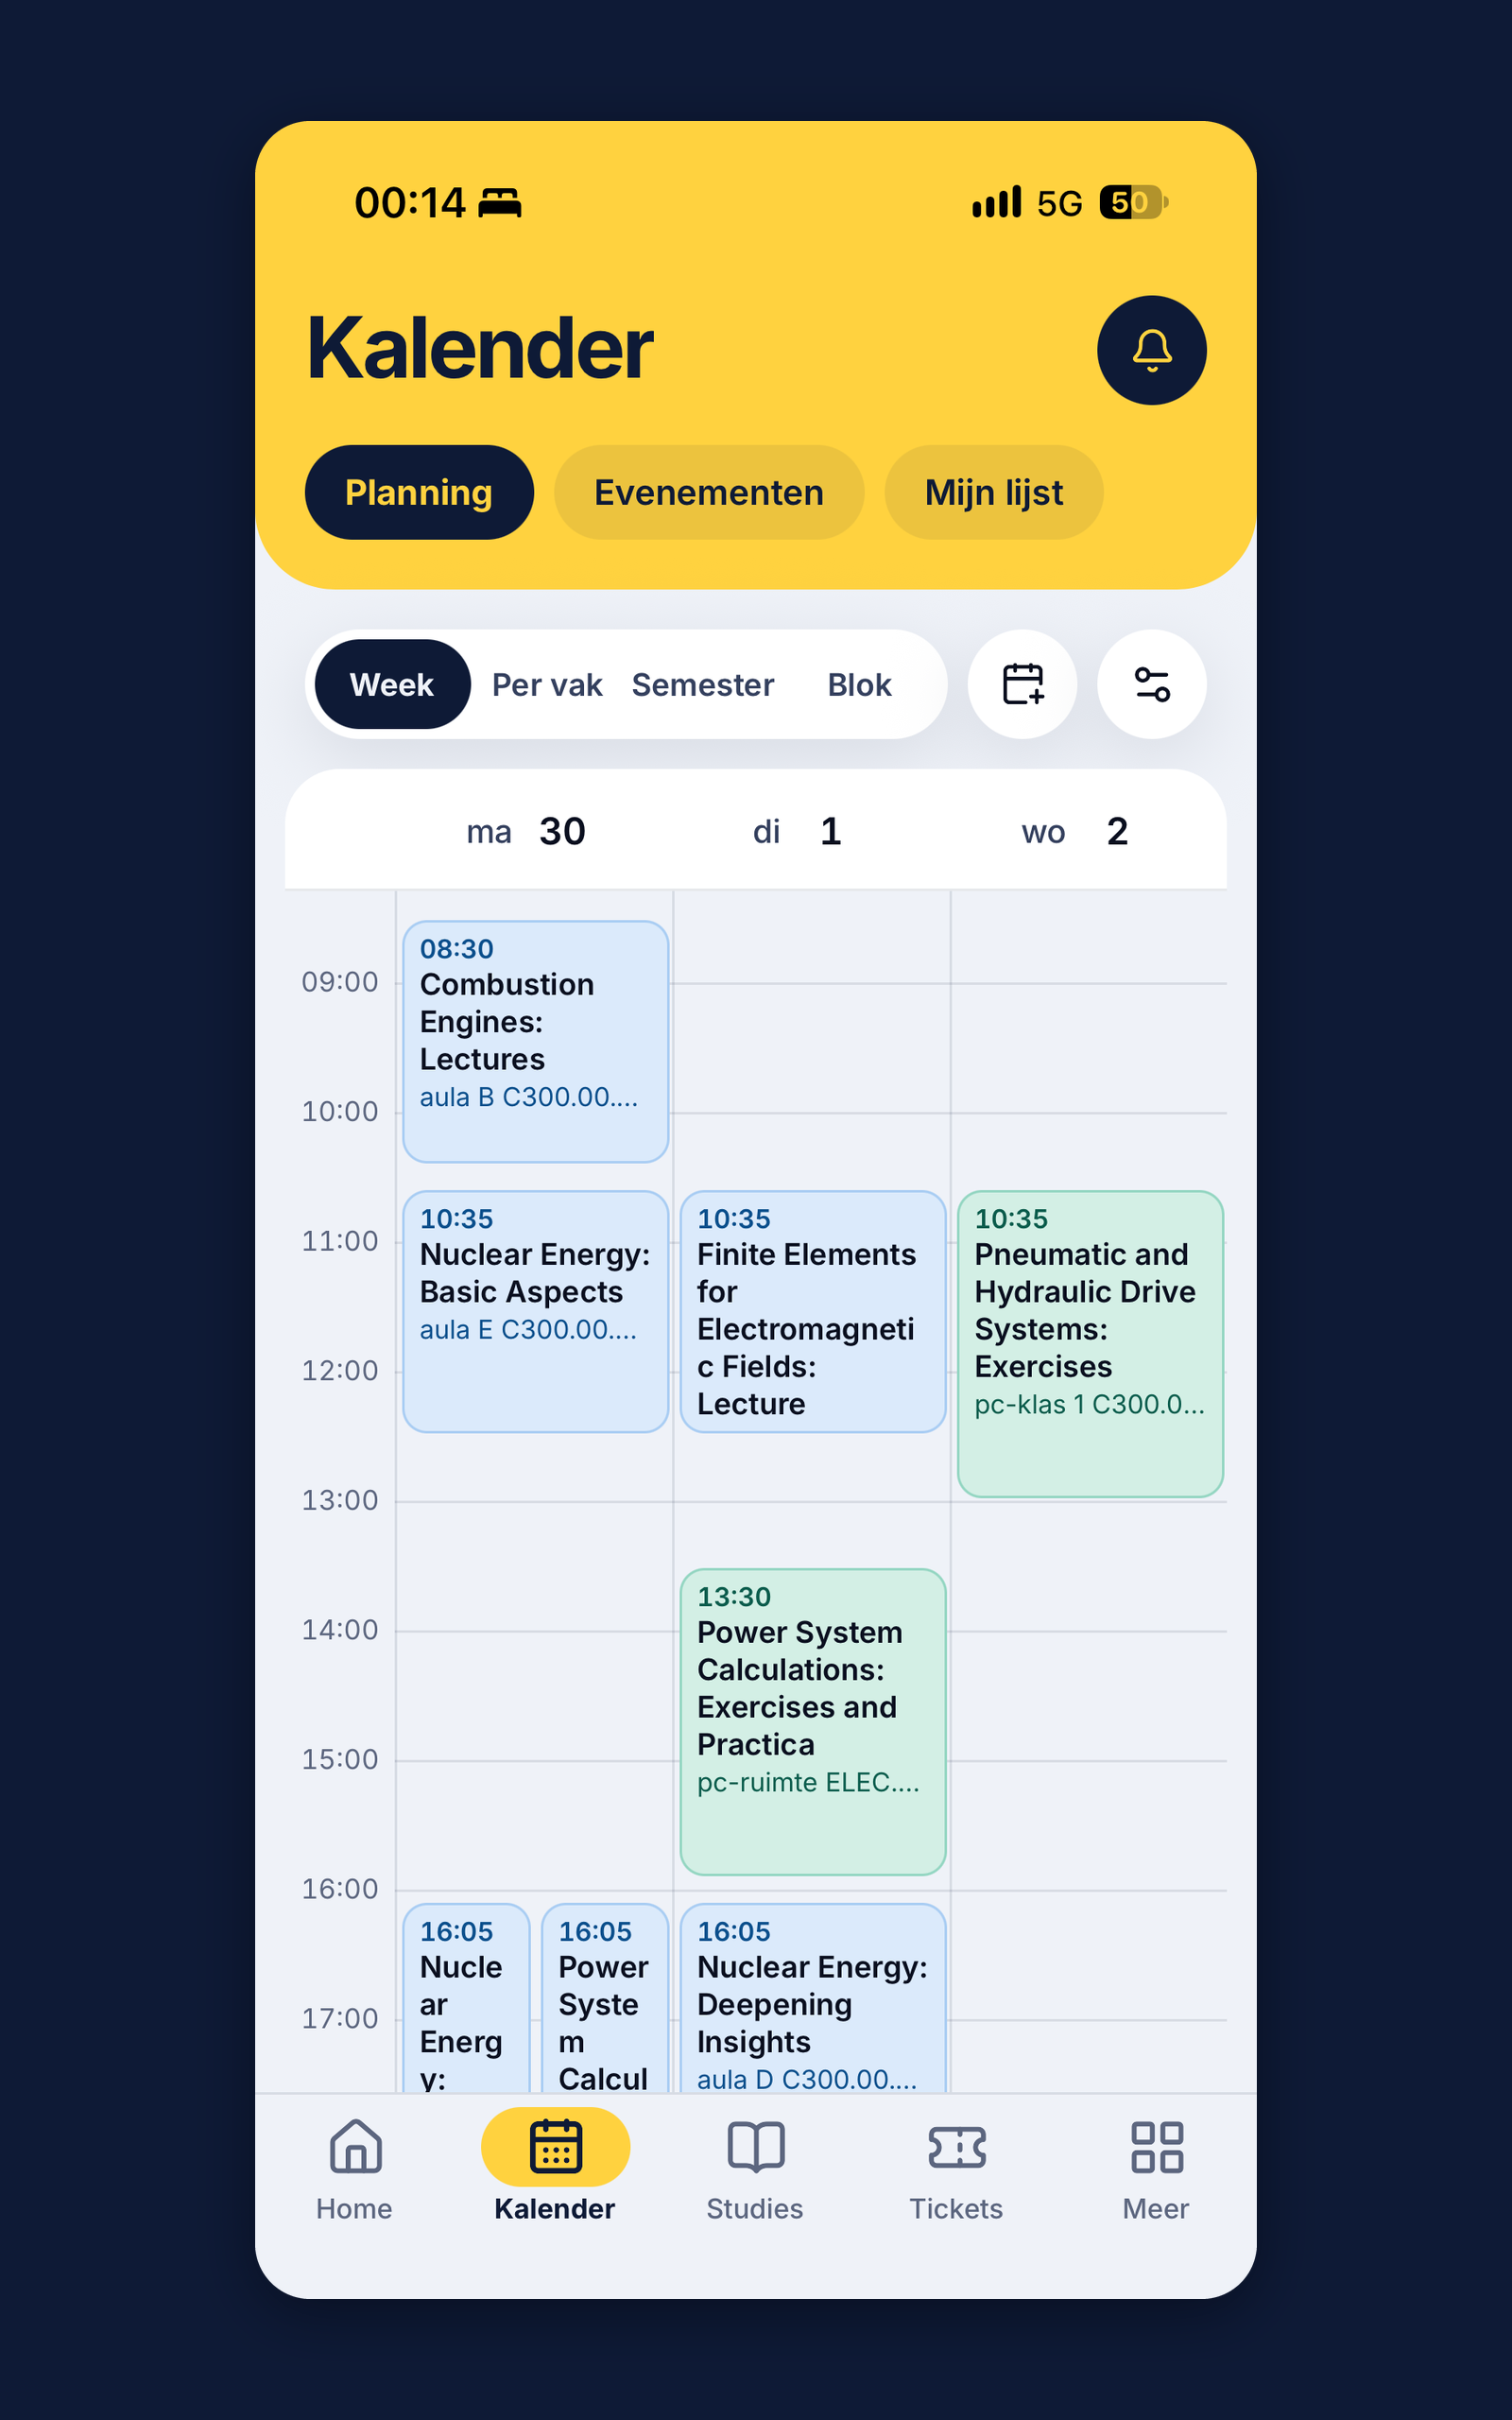 00:14 5G 50
Kalender
Planning Evenementen Mijn lijst
Week Per vak Semester Blok
ma 30 di 1 wo 2
08:30
09:00
Combustion
Engines:
Lectures
aula B C300.00....
10:00
10:35
Nuclear Energy:
Basic Aspects
aula E C300.00....
10:35
Finite Elements
for
Electromagneti
c Fields:
Lecture
10:35
Pneumatic and
Hydraulic Drive
Systems:
Exercises
pc-klas 1 C300.0...
11:00
12:00
13:00
13:30
Power System
Calculations:
Exercises and
Practica
pc-ruimte ELEC....
14:00
15:00
16:00
16:05
Nucle
ar
Energ
y:
16:05
Power
Syste
m
Calcul
16:05
Nuclear Energy:
Deepening
Insights
aula D C300.00....
17:00
Home Kalender Studies Tickets Meer